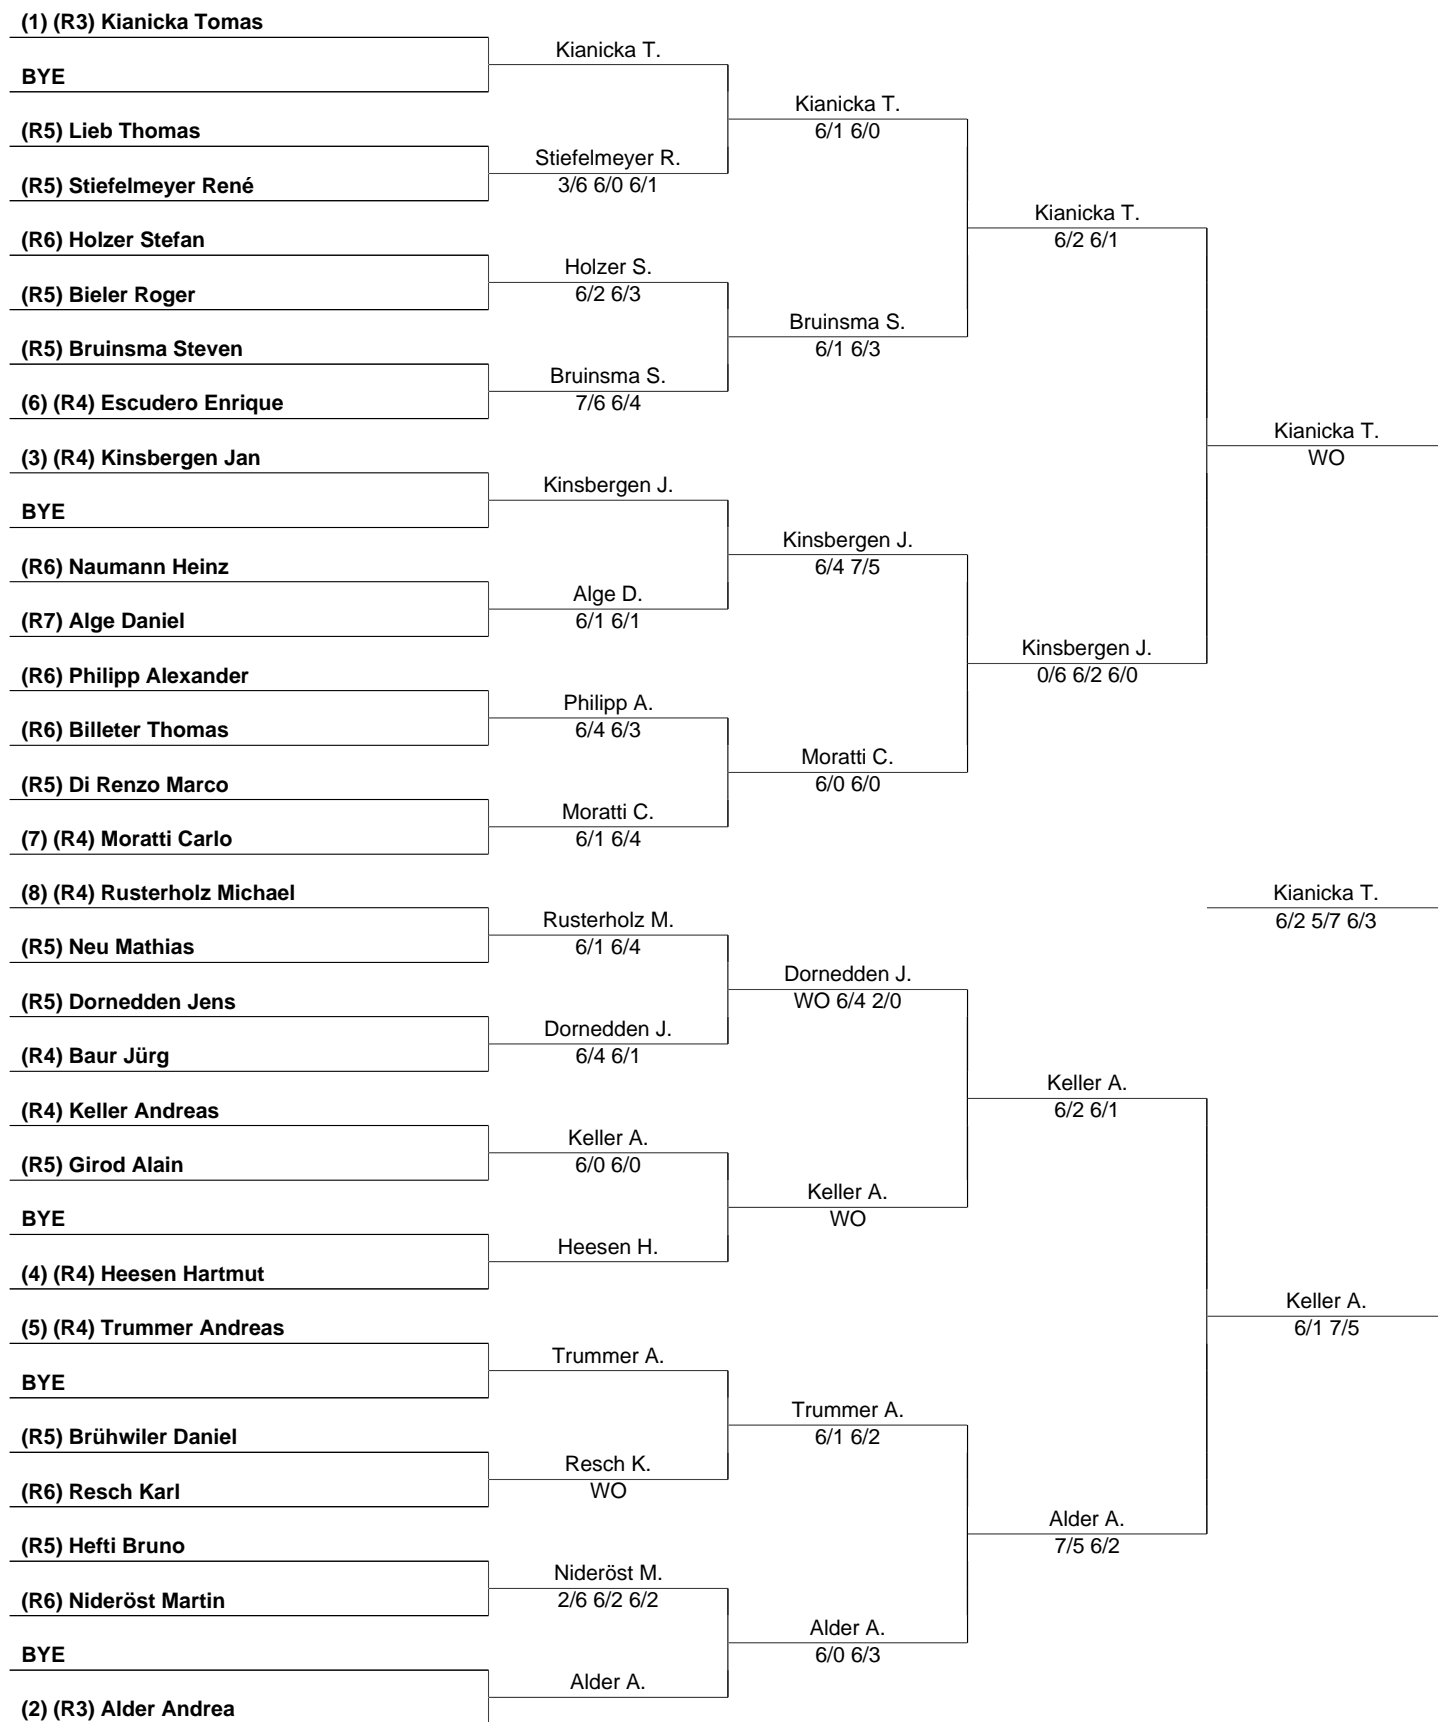 (1) (R3) Kianicka Tomas
BYE
(R5) Lieb Thomas
(R5) Stiefelmeyer René
(R6) Holzer Stefan
(R5) Bieler Roger
(R5) Bruinsma Steven
(6) (R4) Escudero Enrique
(3) (R4) Kinsbergen Jan
BYE
(R6) Naumann Heinz
(R7) Alge Daniel
(R6) Philipp Alexander
(R6) Billeter Thomas
(R5) Di Renzo Marco
(7) (R4) Moratti Carlo
(8) (R4) Rusterholz Michael
(R5) Neu Mathias
(R5) Dornedden Jens
(R4) Baur Jürg
(R4) Keller Andreas
(R5) Girod Alain
BYE
(4) (R4) Heesen Hartmut
(5) (R4) Trummer Andreas
BYE
(R5) Brühwiler Daniel
(R6) Resch Karl
(R5) Hefti Bruno
(R6) Nideröst Martin
BYE
(2) (R3) Alder Andrea
Kianicka T.
Stiefelmeyer R.
3/6 6/0 6/1
Holzer S.
6/2 6/3
Bruinsma S.
7/6 6/4
Kinsbergen J.
Alge D.
6/1 6/1
Philipp A.
6/4 6/3
Moratti C.
6/1 6/4
Rusterholz M.
6/1 6/4
Dornedden J.
6/4 6/1
Keller A.
6/0 6/0
Heesen H.
Trummer A.
Resch K.
WO
Nideröst M.
2/6 6/2 6/2
Alder A.
Kianicka T.
6/1 6/0
Bruinsma S.
6/1 6/3
Kinsbergen J.
6/4 7/5
Moratti C.
6/0 6/0
Dornedden J.
WO 6/4 2/0
Keller A.
WO
Trummer A.
6/1 6/2
Alder A.
6/0 6/3
Kianicka T.
6/2 6/1
Kinsbergen J.
0/6 6/2 6/0
Keller A.
6/2 6/1
Alder A.
7/5 6/2
Kianicka T.
WO
Kianicka T.
6/2 5/7 6/3
Keller A.
6/1 7/5